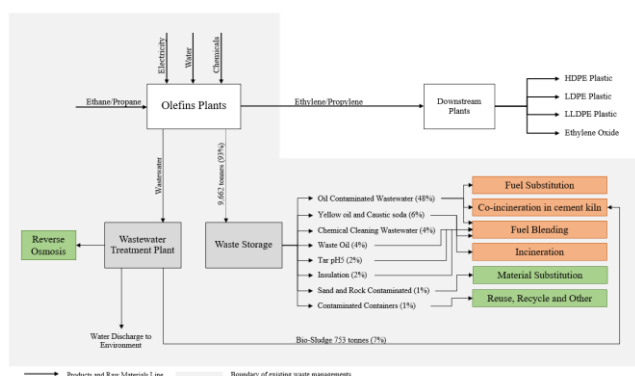 Electricity
Water
Chemicals
Ethane/Propane
Olefins Plants
Ethylene/Propylene
Downstream
Plants
HDPE Plastic
LDPE Plastic
LLDPE Plastic
Ethylene Oxide
Wastewater
9,662 tonnes (93%)
Reverse
Osmosis
Wastewater
Treatment Plant
Waste Storage
Oil Contaminated Wastewater (48%)
Yellow oil and Caustic soda (6%)
Chemical Cleaning Wastewater (4%)
Waste Oil (4%)
Tar pH5 (2%)
Insulation (2%)
Sand and Rock Contaminated (1%)
Contaminated Containers (1%)
Fuel Substitution
Co-incineration in cement kiln
Fuel Blending
Incineration
Material Substitution
Reuse, Recycle and Other
Water Discharge to
Environment
Bio-Sludge 753 tonnes (7%)
Products and Raw Materials Line
Boundary of existing waste managements